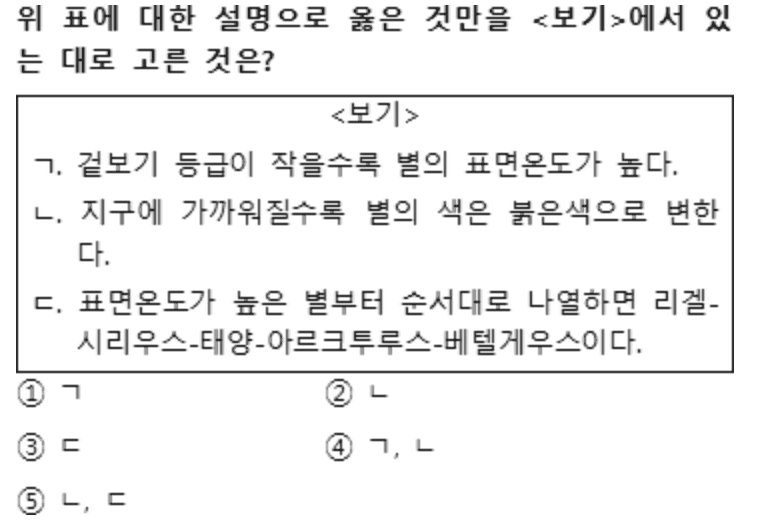 위 표에 대한 설명으로 옳은 것만을 <보기>에서 있
는 대로 고른 것은?
<보기>
ㄱ. 겉보기 등급이 작을수록 별의 표면온도가 높다.
ㄴ. 지구에 가까워질수록 별의 색은 붉은색으로 변한
다.
ㄷ. 표면온도가 높은 별부터 순서대로 나열하면 리겔-
시리우스-태양-아르크투루스-베텔게우스이다.
① ㄱ ② ㄴ
③ ㄷ ④ ㄱ, ㄴ
⑤ ㄴ, ㄷ